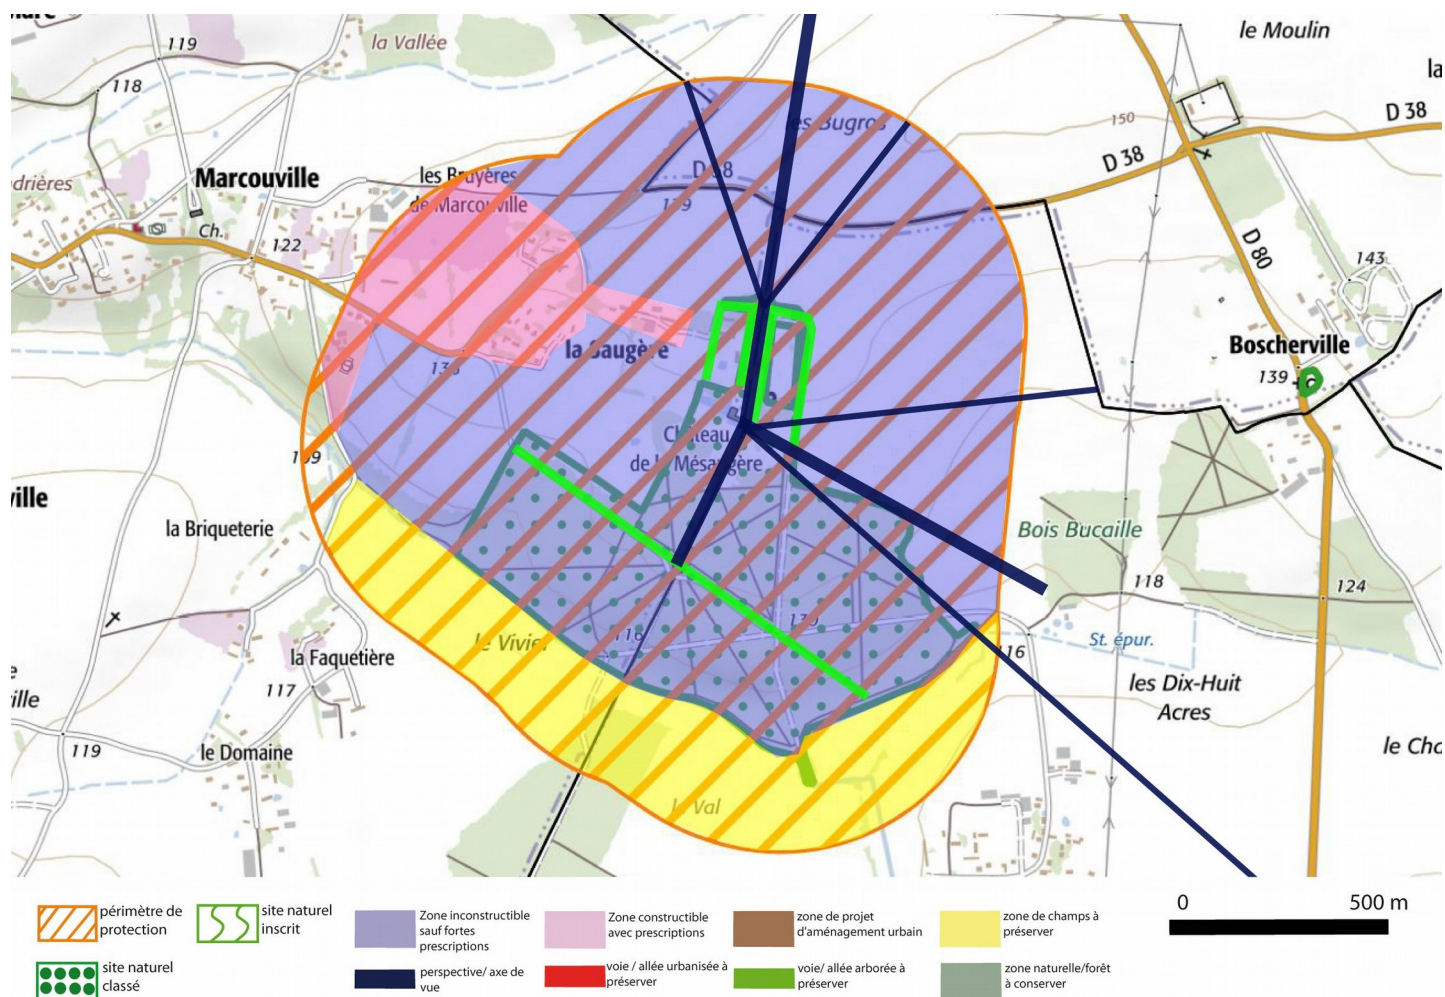 la Vallée
le Moulin
119
118
D 38
150
les Bugros
D 38
D 38
Marcouville
les Bruyères
de Marcouville
drières
Ch.
122
D 80
143
la Saugère
Boscherville
139
Château
de la Mésangère
109
ville
la Briqueterie
Bois Bucaille
118
124
le Vivier
116
130
St. épur.
116
la Faquetière
117
les Dix-Huit
Acres
119
le Domaine
le Val
0 500 m
périmètre de
protection
site naturel
inscrit
Zone inconstructible
sauf fortes
prescriptions
Zone constructible
avec prescriptions
zone de projet
d'aménagement urbain
zone de champs à
préserver
site naturel
classé
perspective/ axe de
vue
voie / allée urbanisée à
préserver
voie/ allée arborée à
préserver
zone naturelle/forêt
à conserver